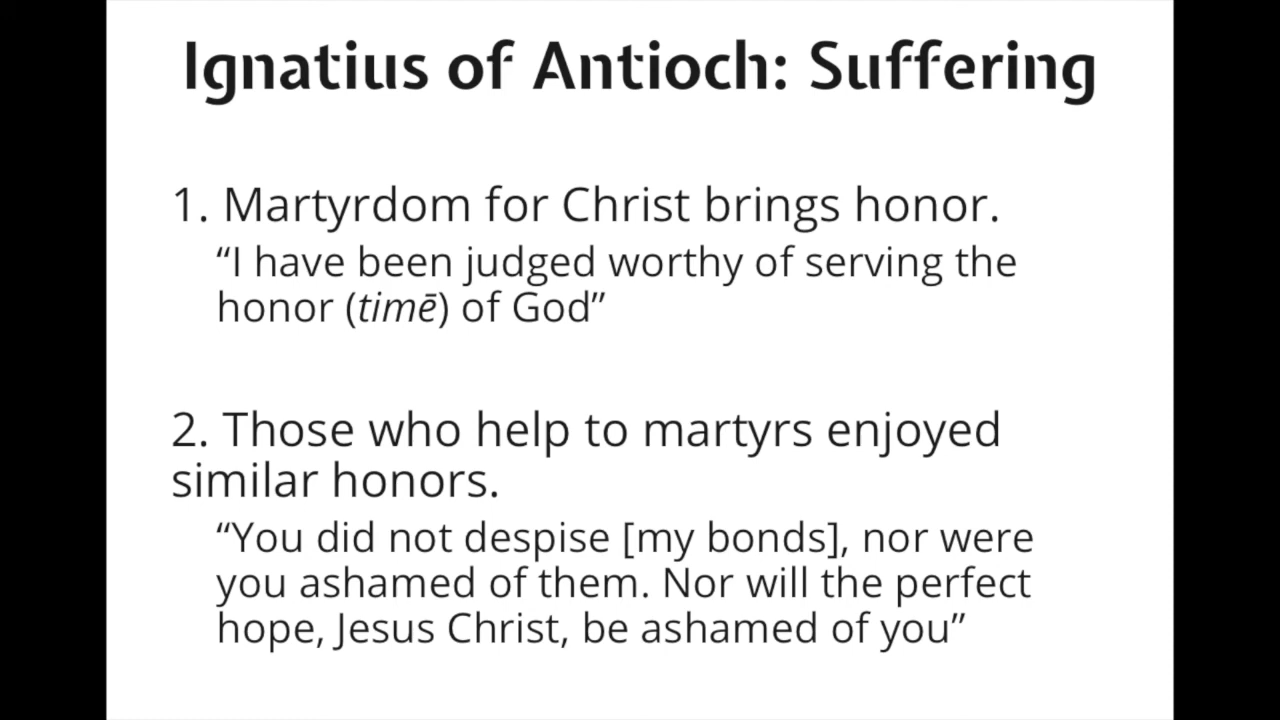 Ignatius of Antioch: Suffering
1. Martyrdom for Christ brings honor.
“I have been judged worthy of serving the
honor (timē) of God”
2. Those who help to martyrs enjoyed
similar honors.
“You did not despise [my bonds], nor were
you ashamed of them. Nor will the perfect
hope, Jesus Christ, be ashamed of you”